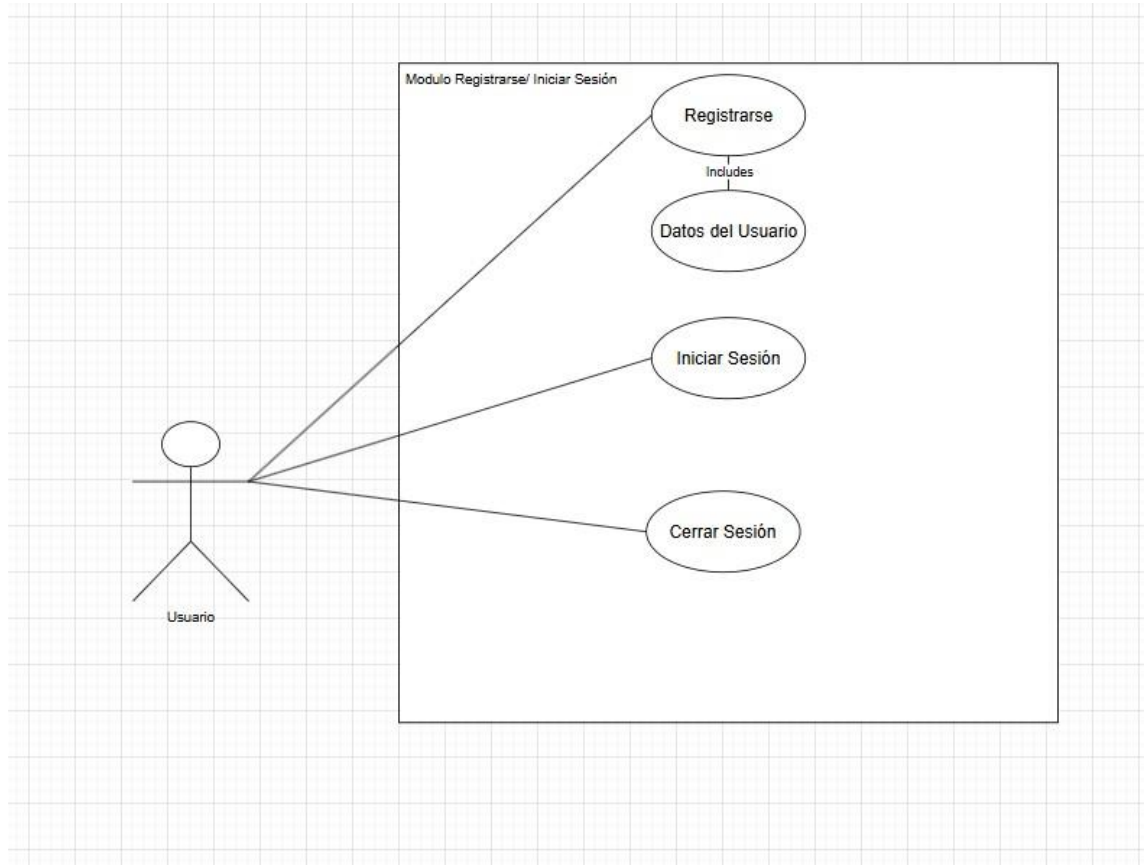 Modulo Registrarse/ Iniciar Sesión
Registrarse
Includes
Datos del Usuario
Iniciar Sesión
Cerrar Sesión
Usuario